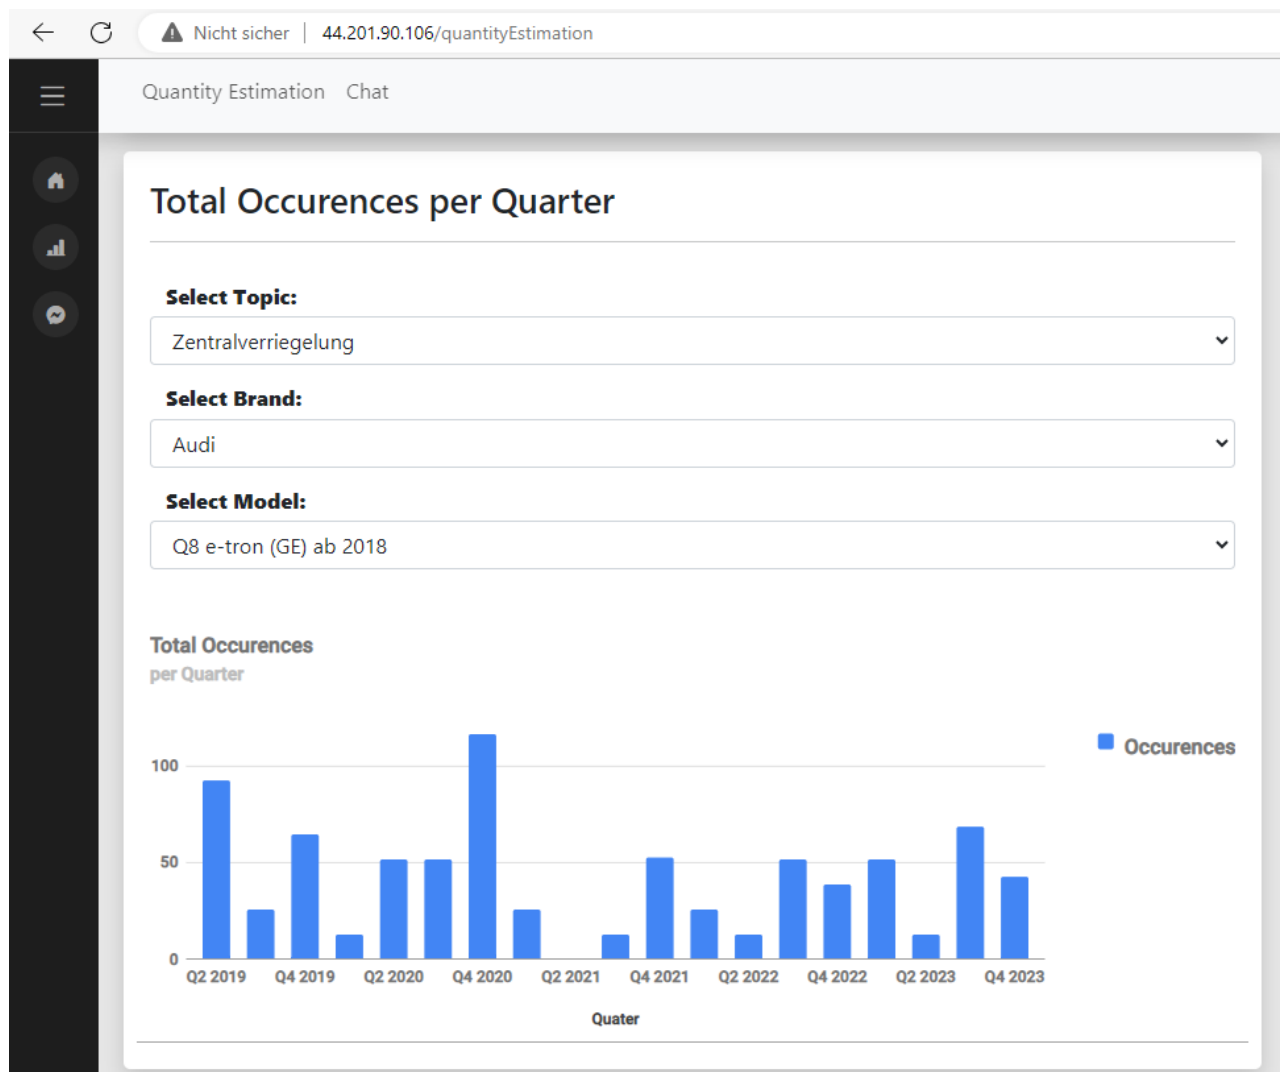 Nicht sicher | 44.201.90.106/quantityEstimation
Quantity Estimation Chat
Total Occurences per Quarter
Select Topic:
Zentralverriegelung
Select Brand:
Audi
Select Model:
Q8 e-tron (GE) ab 2018
Total Occurences
per Quarter
Occurences
100
50
0
Q2 2019 Q4 2019 Q2 2020 Q4 2020 Q2 2021 Q4 2021 Q2 2022 Q4 2022 Q2 2023 Q4 2023
Quater